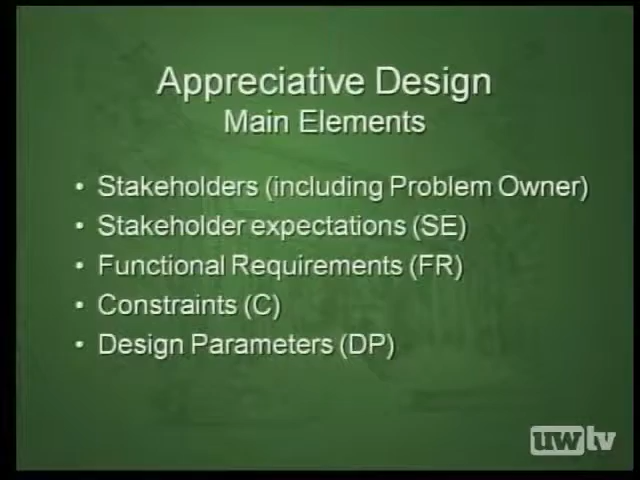 Appreciative Design
Main Elements
• Stakeholders (including Problem Owner)
• Stakeholder expectations (SE)
• Functional Requirements (FR)
• Constraints (C)
• Design Parameters (DP)
uwtv